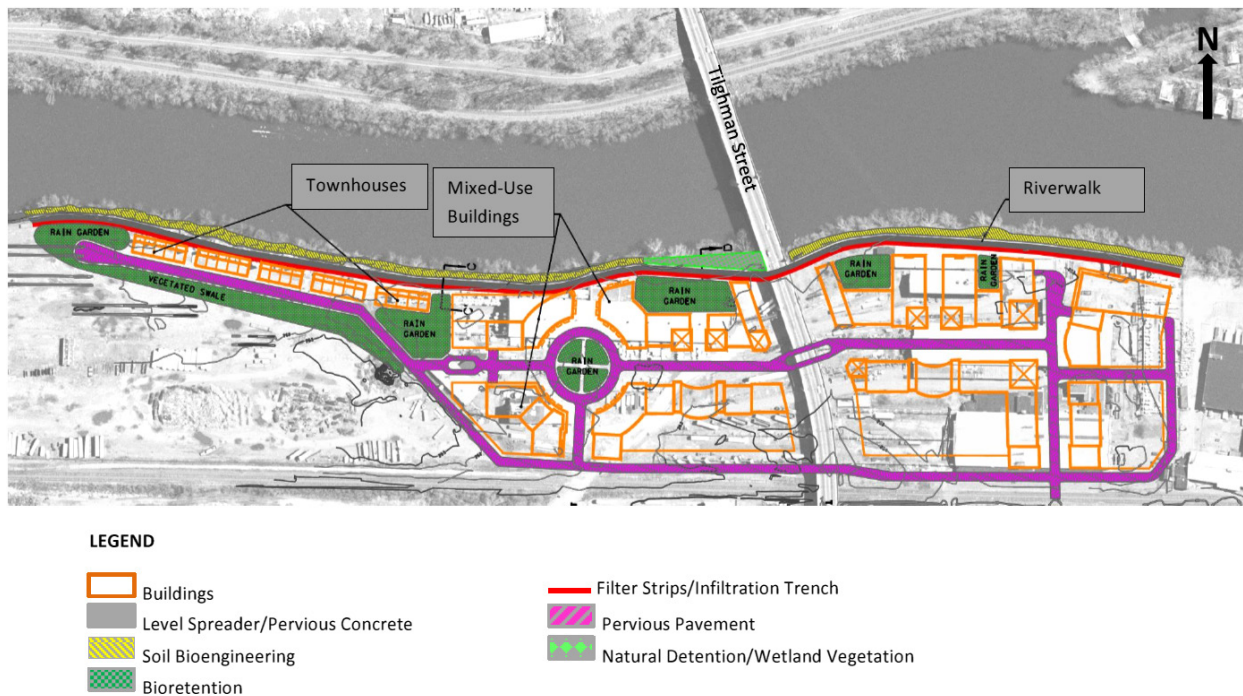 N
Tilghman Street
Townhouses
Mixed-Use
Buildings
Riverwalk
RAIN GARDEN
VEGETATED SWALE
RAIN
GARDEN
C
C
D
RAIN
GARDEN
RAIN
GARDEN
RAIN
GARDEN
RAIN
GARDEN
LEGEND
Buildings
Level Spreader/Pervious Concrete
Soil Bioengineering
Bioretention
Filter Strips/Infiltration Trench
Pervious Pavement
Natural Detention/Wetland Vegetation